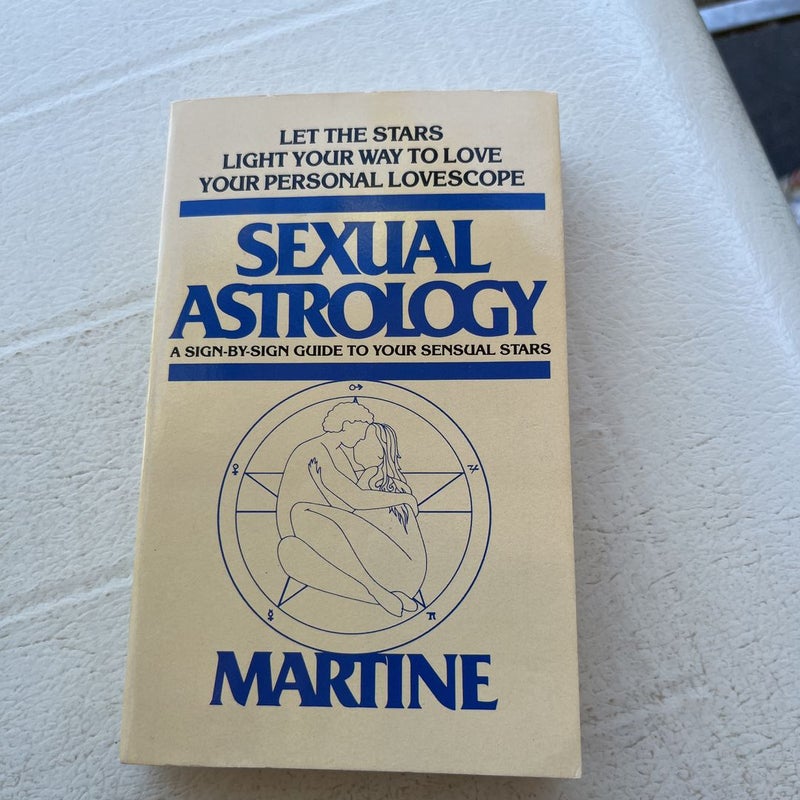 LET THE STARS
LIGHT YOUR WAY TO LOVE
YOUR PERSONAL LOVESCOPE
SEXUAL
ASTROLOGY
A SIGN-BY-SIGN GUIDE TO YOUR SENSUAL STARS
MARTINE